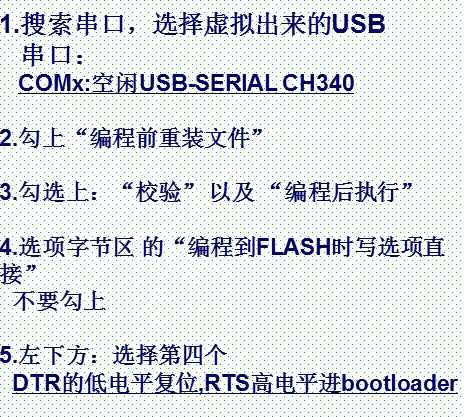 1.搜索串口，选择虚拟出来的USB
串口：
COMx:空闲USB-SERIAL CH340
2.勾上“编程前重装文件”
3.勾选上：“校验” 以及 “编程后执行”
4.选项字节区 的“编程到FLASH时写选项直
接”
不要勾上
5.左下方：选择第四个
DTR的低电平复位,RTS高电平进bootloader